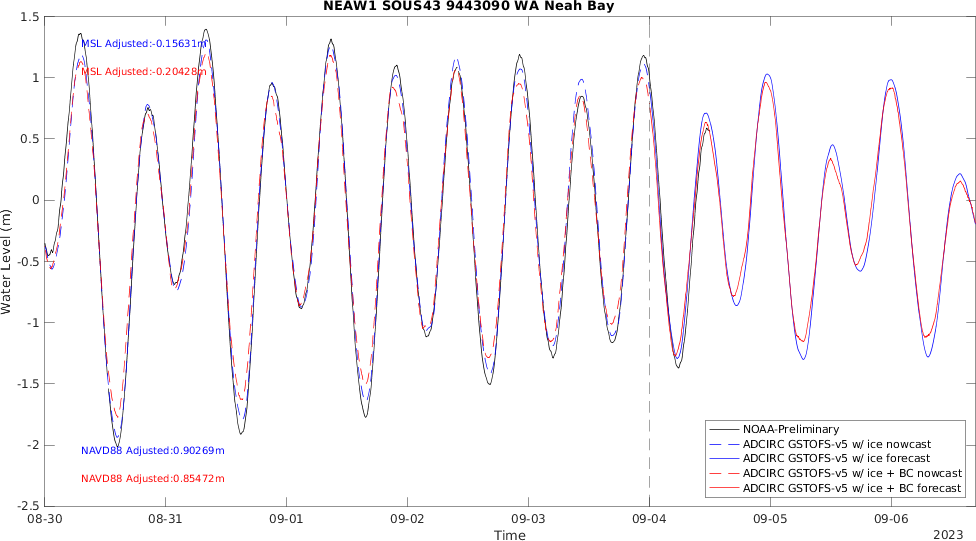 NEAW1 SOUS43 9443090 WA Neah Bay
1.5
1
0.5
0
-0.5
-1
-1.5
-2
-2.5
Water Level (m)
MSL Adjusted:-0.15631m
MSL Adjusted:-0.20428m
NAVD88 Adjusted:0.90269m
NAVD88 Adjusted:0.85472m
NOAA-Preliminary
ADCIRC GSTOFS-v5 w/ ice nowcast
ADCIRC GSTOFS-v5 w/ ice forecast
ADCIRC GSTOFS-v5 w/ ice + BC nowcast
ADCIRC GSTOFS-v5 w/ ice + BC forecast
08-30 08-31 09-01 09-02 09-03 09-04 09-05 09-06
Time
2023